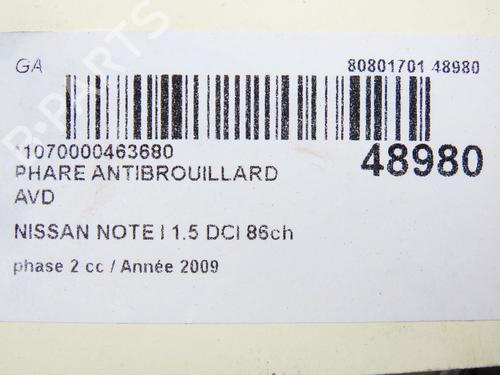 GA
80801701 48980
*1070000463680
48980
PHARE ANTIBROUILLARD
AVD
NISSAN NOTE I 1.5 DCI 86ch
phase 2 cc / Année 2009
B-PARTS